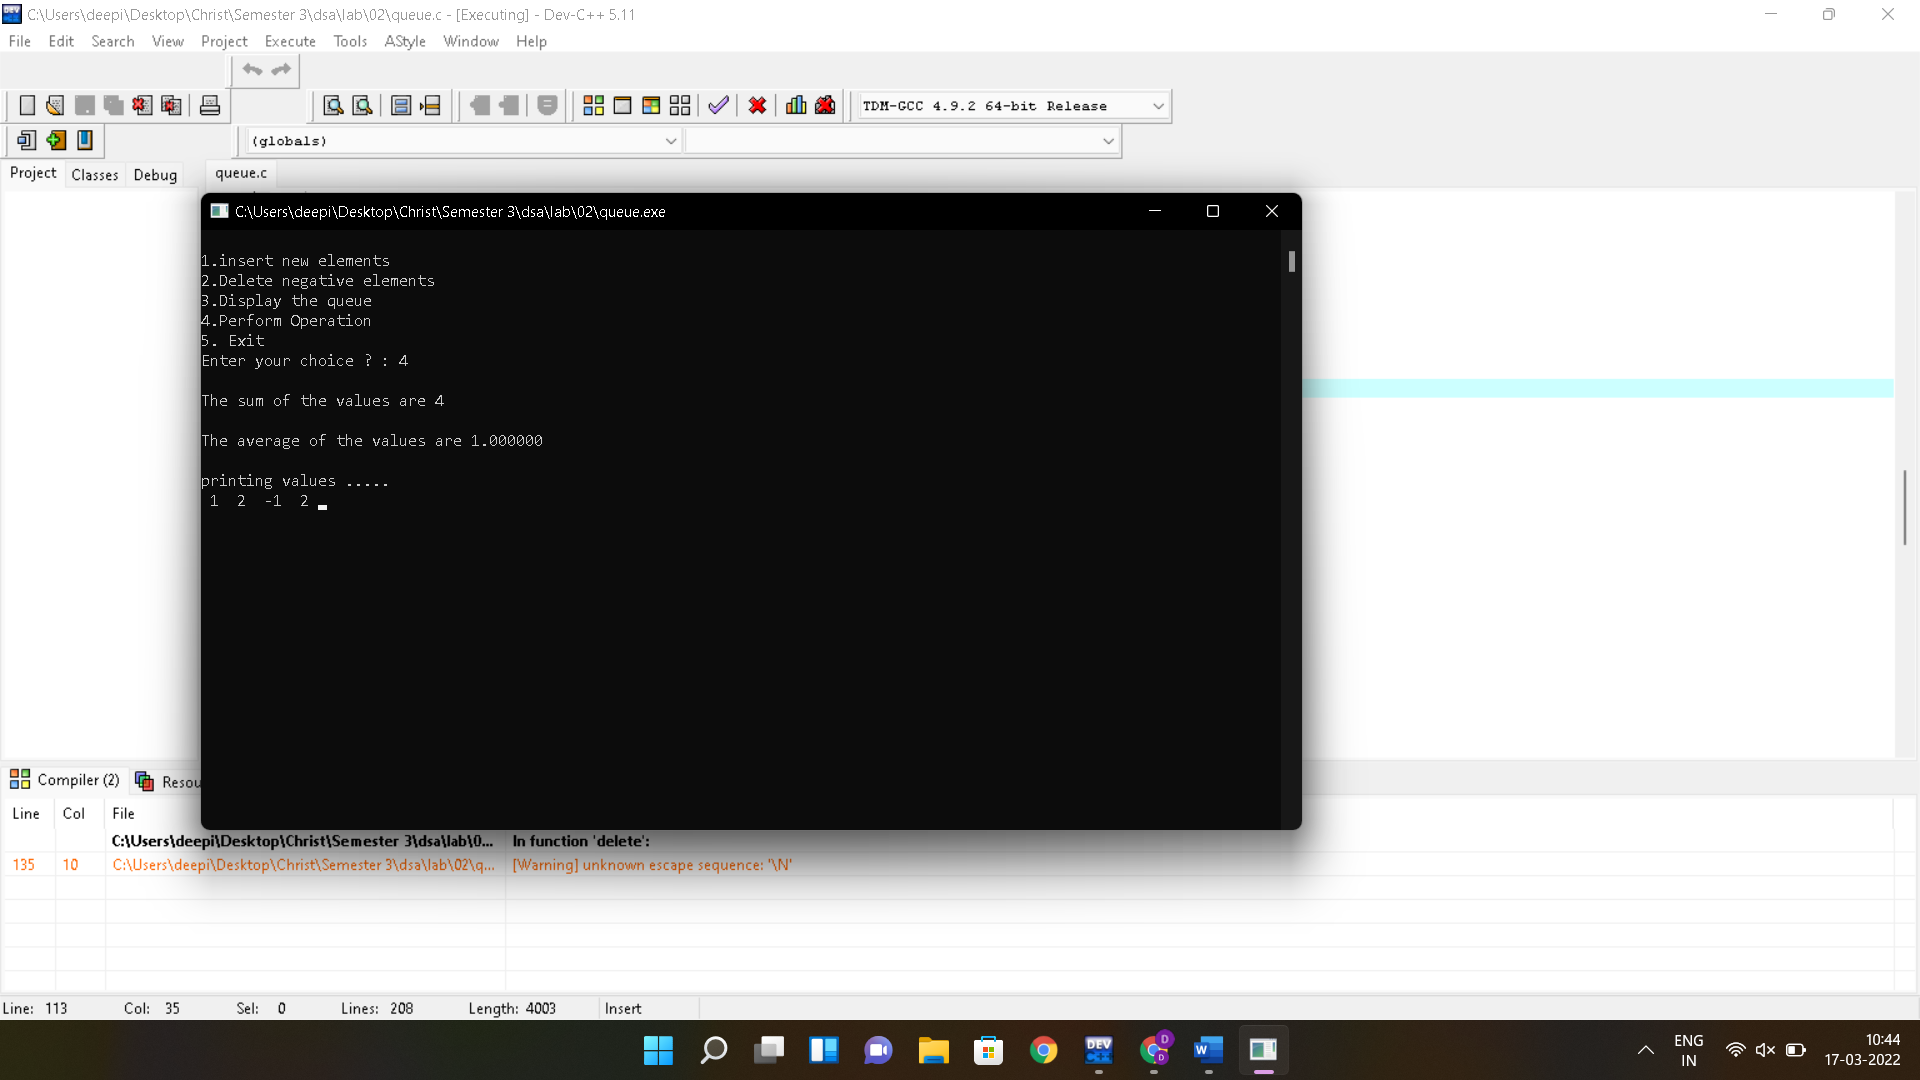 C:\Users\deepi\Desktop\Christ\Semester 3\dsa\lab\02\queue.c - [Executing] - Dev-C++ 5.11
File Edit Search View Project Execute Tools AStyle Window Help
TDM-GCC 4.9.2 64-bit Release
(globals)
Project Classes Debug queue.c
C:\Users\deepi\Desktop\Christ\Semester 3\dsa\lab\02\queue.exe
1.insert new elements
2.Delete negative elements
3.Display the queue
4.Perform Operation
5. Exit
Enter your choice ? : 4
The sum of the values are 4
The average of the values are 1.000000
printing values .....
1 2 -1 2
Compiler (2) Resou
Line Col File
C:\Users\deepi\Desktop\Christ\Semester 3\dsa\lab\0... In function 'delete':
135 10 C:\Users\deepi\Desktop\Christ\Semester 3\dsa\lab\02\q... [Warning] unknown escape sequence: '\N'
Line: 113 Col: 35 Sel: 0 Lines: 208 Length: 4003 Insert
ENG
IN
10:44
17-03-2022